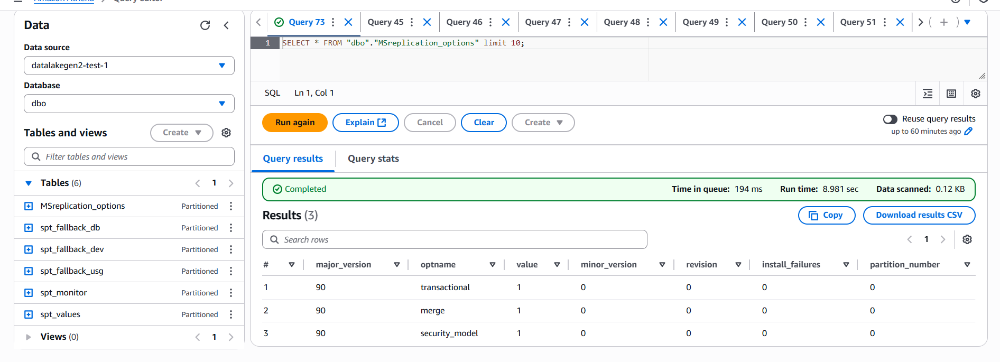 Amazon Athena
Query editor
Data
Data source
datalakegen2-test-1
Database
dbo
Tables and views
Create
Filter tables and views
Tables (6)
1
MSreplication_options
Partitioned
spt_fallback_db
Partitioned
spt_fallback_dev
Partitioned
spt_fallback_usg
Partitioned
spt_monitor
Partitioned
spt_values
Partitioned
Views (0)
1
Query 73
Query 45
Query 46
Query 47
Query 48
Query 49
Query 50
Query 51
1
SELECT * FROM "dbo"."MSreplication_options" limit 10;
SQL
Ln 1, Col 1
Run again
Explain
Cancel
Clear
Create
Reuse query results
up to 60 minutes ago
Query results
Query stats
Completed
Time in queue: 194 ms
Run time: 8.981 sec
Data scanned: 0.12 KB
Results (3)
Copy
Download results CSV
Search rows
1
# major_version optname value minor_version revision install_failures partition_number
1 90 transactional 1 0 0 0 0
2 90 merge 1 0 0 0 0
3 90 security_model 1 0 0 0 0